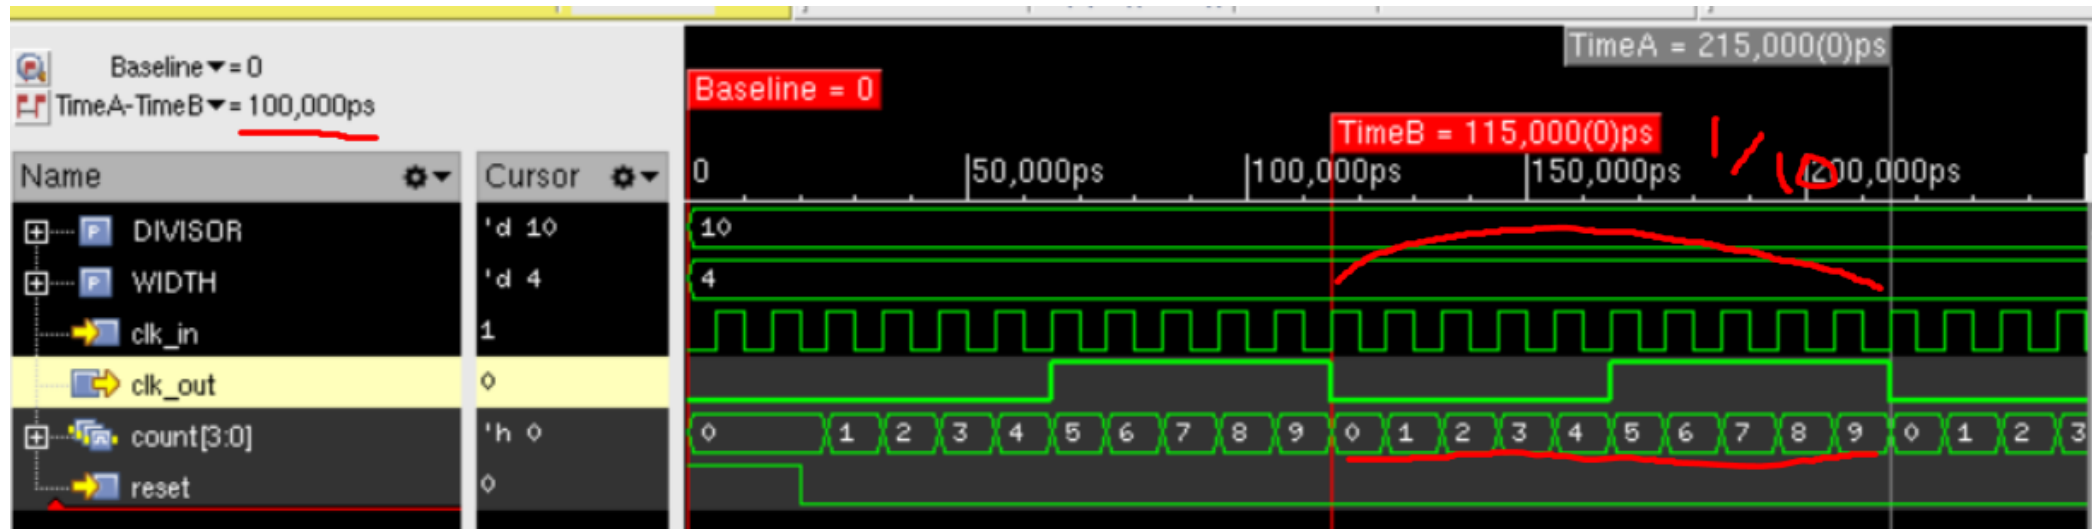 TimeA = 215,000(0)ps
Baseline▼= 0
Baseline = 0
TimeA-TimeB▼= 100,000ps
TimeB = 115,000(0)ps
1/10
Name Cursor 0 50,000ps 100,000ps 150,000ps 200,000ps
P DIVISOR 'd 10 10
P WIDTH 'd 4 4
clk_in 1
clk_out 0
count[3:0] 'h 0 0 1 2 3 4 5 6 7 8 9 0 1 2 3 4 5 6 7 8 9 0 1 2 3
reset 0